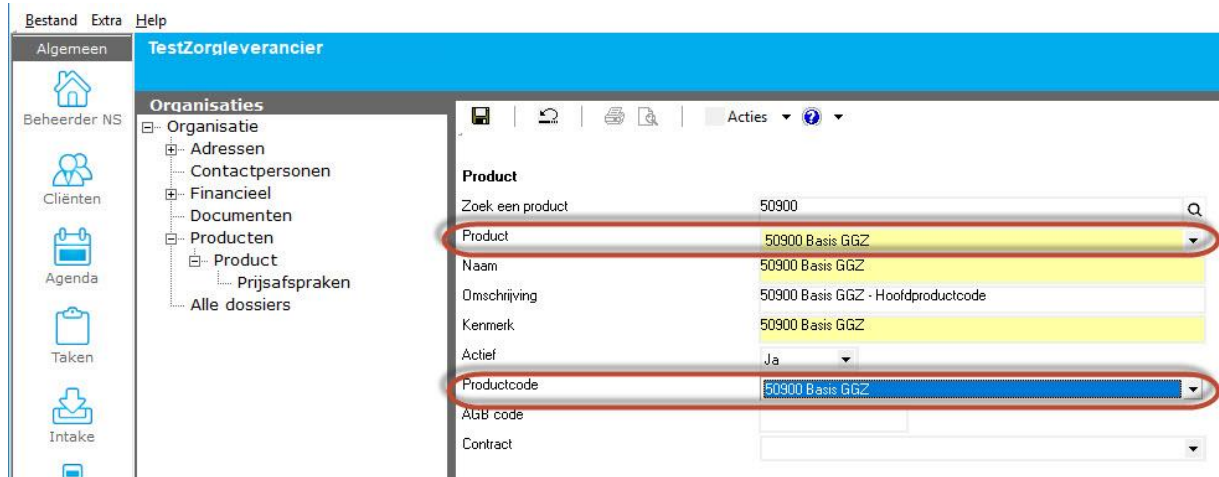 Bestand Extra Help
Algemeen
TestZorgleverancier
Beheerder NS
Cliënten
Agenda
Taken
Intake
Organisaties
Organisatie
Adressen
Contactpersonen
Financieel
Documenten
Producten
Product
Prijsafspraken
Alle dossiers
Acties
Product
Zoek een product 50900
Product 50900 Basis GGZ
Naam 50900 Basis GGZ
Omschrijving 50900 Basis GGZ - Hoofdproductcode
Kenmerk 50900 Basis GGZ
Actief Ja
Productcode 50900 Basis GGZ
AGB code
Contract